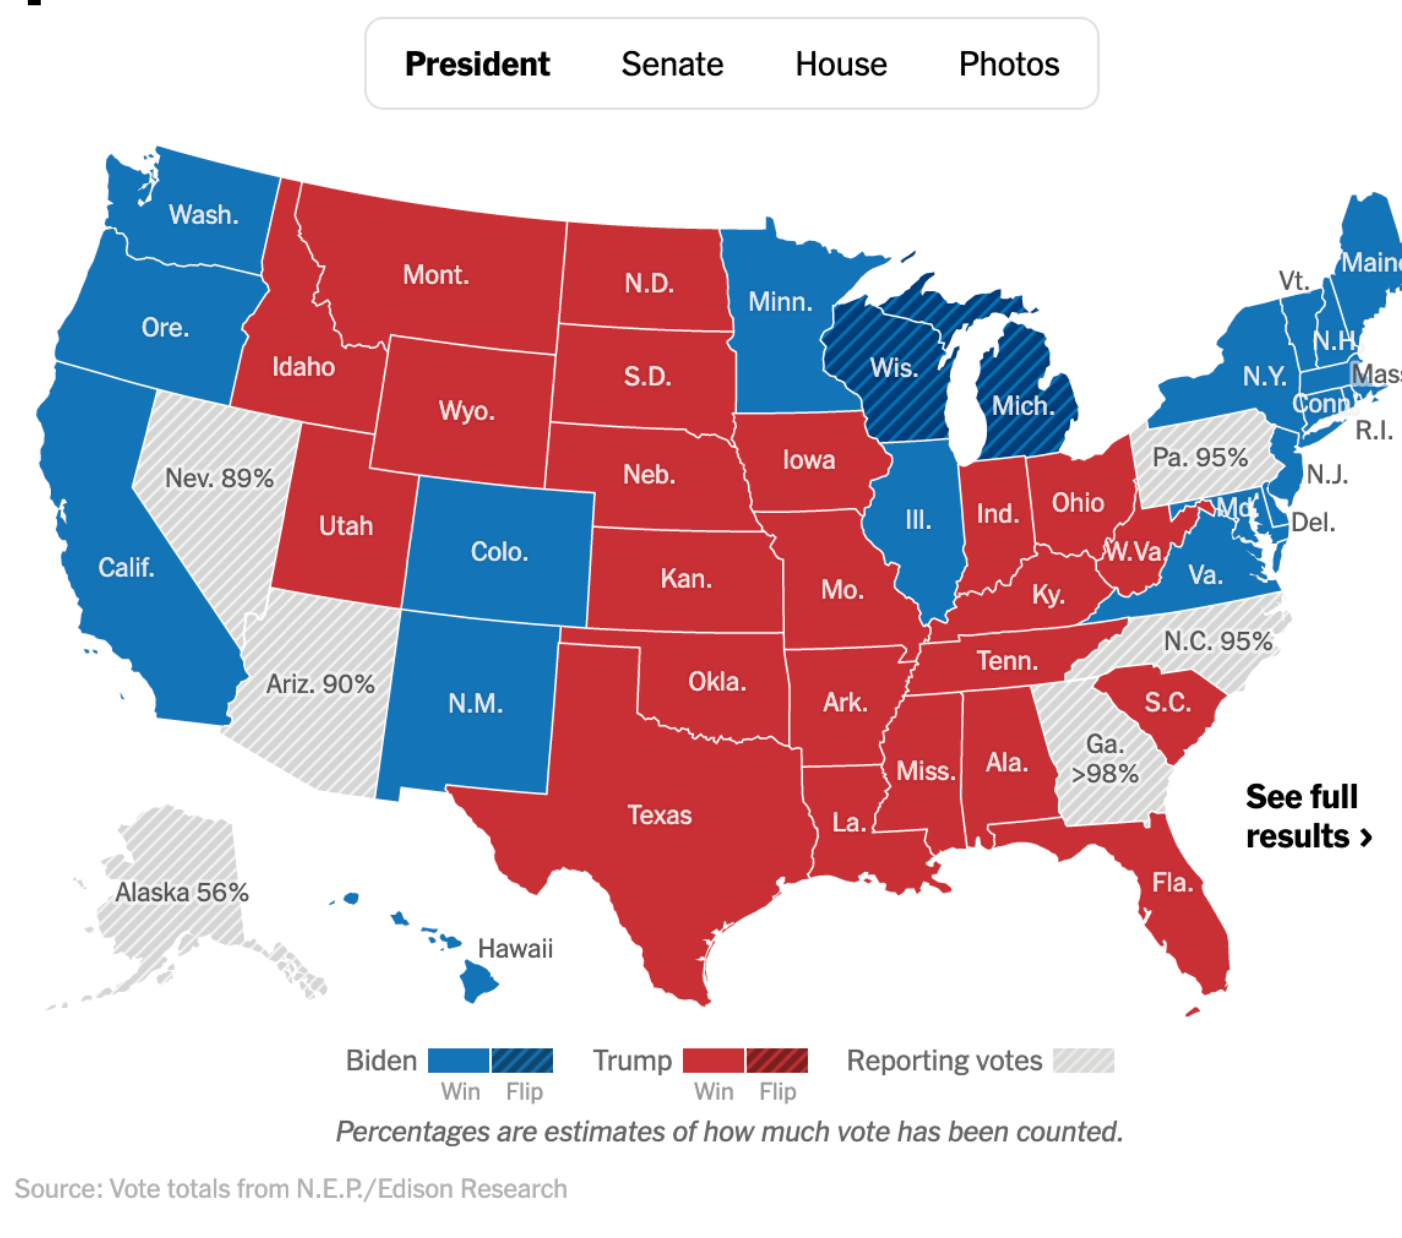 President Senate House Photos
Wash.
Mont.
N.D.
Minn.
Maine
Vt.
Ore.
Idaho
S.D.
Wis.
N.H.
Wyo.
Mich.
N.Y.
Mass
Conn.
R.I.
Nev. 89%
Neb.
Iowa
Pa. 95%
N.J.
Utah
Colo.
Ill.
Ind.
Ohio
Md.
Del.
Calif.
Kan.
Mo.
W.Va.
Va.
Ky.
Ariz. 90%
N.M.
Okla.
Ark.
Tenn.
N.C. 95%
S.C.
Texas
La.
Miss.
Ala.
Ga.
>98%
See full
results ›
Fla.
Alaska 56%
Hawaii
Biden Trump Reporting votes
Win Flip Win Flip
Percentages are estimates of how much vote has been counted.
Source: Vote totals from N.E.P./Edison Research